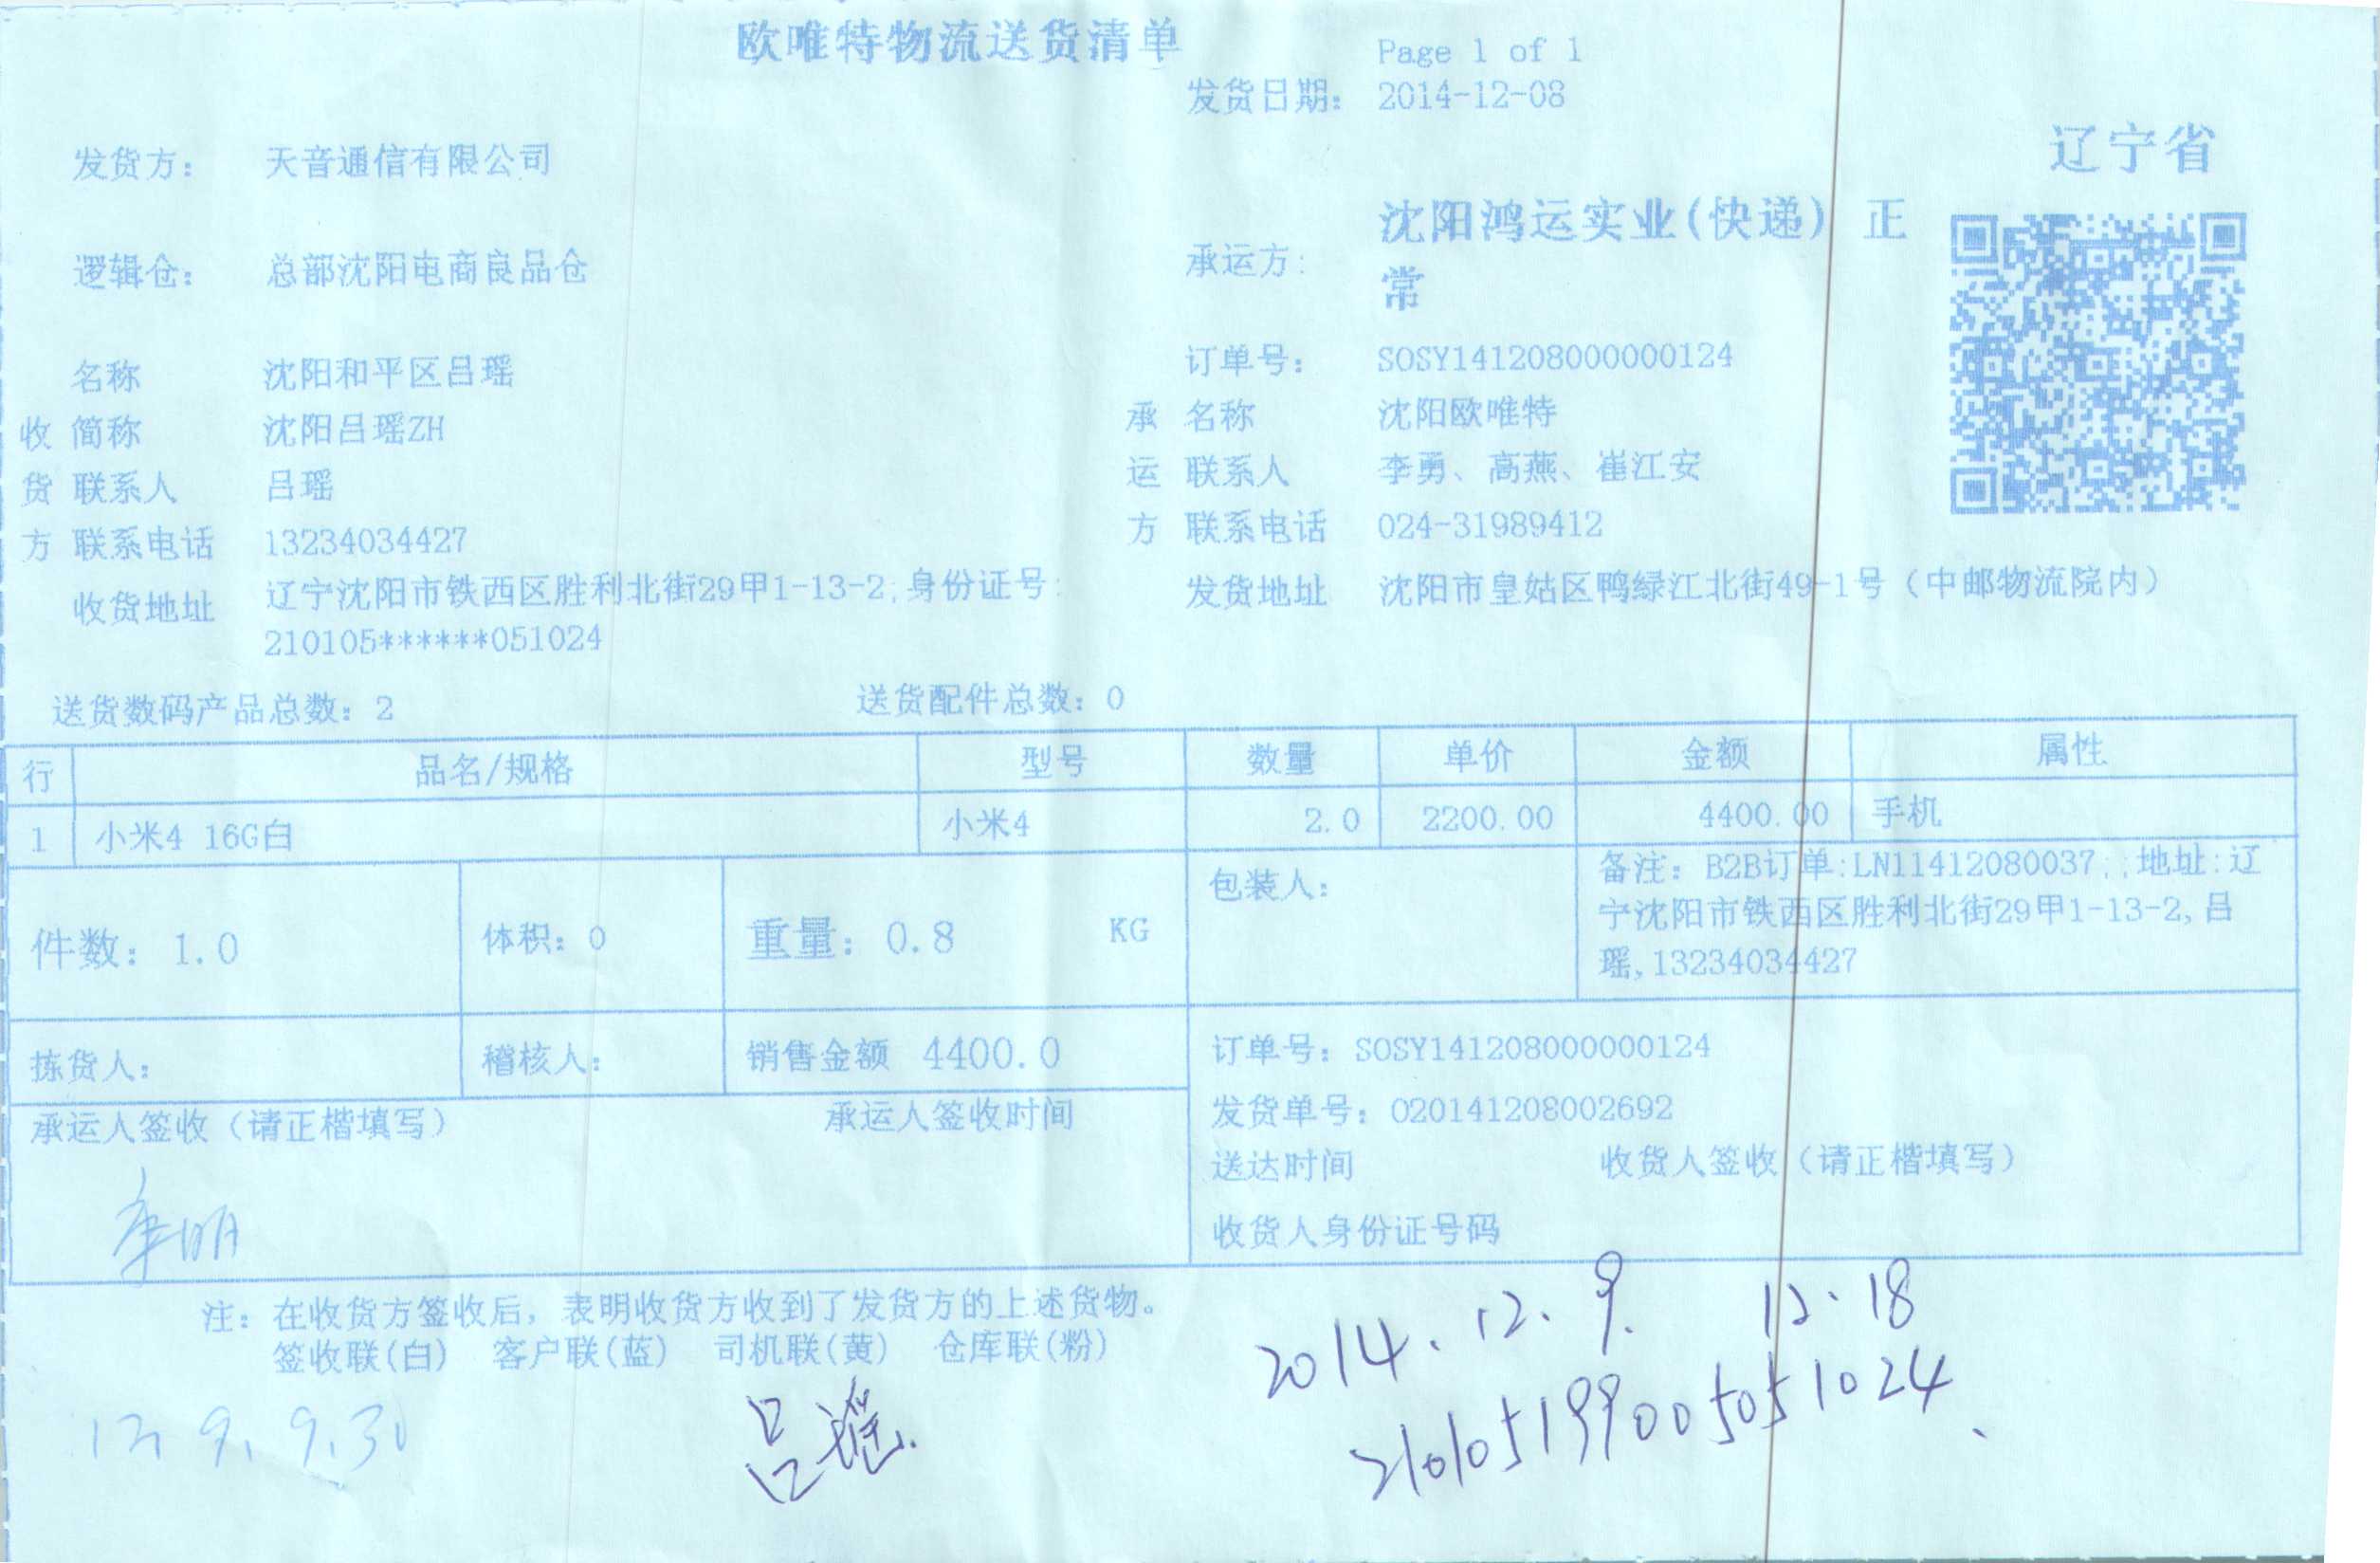 欧唯特物流送货清单
Page 1 of 1
发货日期: 2014-12-08
辽宁省
发货方: 天音通信有限公司
承运方: 沈阳鸿运实业(快递) 正常
逻辑仓: 总部沈阳电商良品仓
订单号: SOSY141208000000124
收货方
名称 沈阳和平区吕瑶
简称 沈阳吕瑶ZH
联系人 吕瑶
联系电话 13234034427
收货地址 辽宁沈阳市铁西区胜利北街29甲1-13-2;身份证号:
210105******051024
承运方
名称 沈阳欧唯特
联系人 李勇、高燕、崔江安
联系电话 024-31989412
发货地址 沈阳市皇姑区鸭绿江北街49-1号（中邮物流院内）
送货数码产品总数: 2 送货配件总数: 0
行 品名/规格 型号 数量 单价 金额 属性
1 小米4 16G白 小米4 2.0 2200.00 4400.00 手机
件数: 1.0 体积: 0 重量: 0.8 KG 包装人:
备注: B2B订单:LN11412080037;;地址:辽
宁沈阳市铁西区胜利北街29甲1-13-2,吕
瑶,13234034427
拣货人: 稽核人: 销售金额 4400.0
订单号: SOSY141208000000124
发货单号: 020141208002692
承运人签收（请正楷填写） 承运人签收时间
送达时间 收货人签收（请正楷填写）
收货人身份证号码
注: 在收货方签收后，表明收货方收到了发货方的上述货物。
签收联(白) 客户联(蓝) 司机联(黄) 仓库联(粉)
2014.12.9. 12.18
210105199005051024
12, 9, 9,30
吕瑶